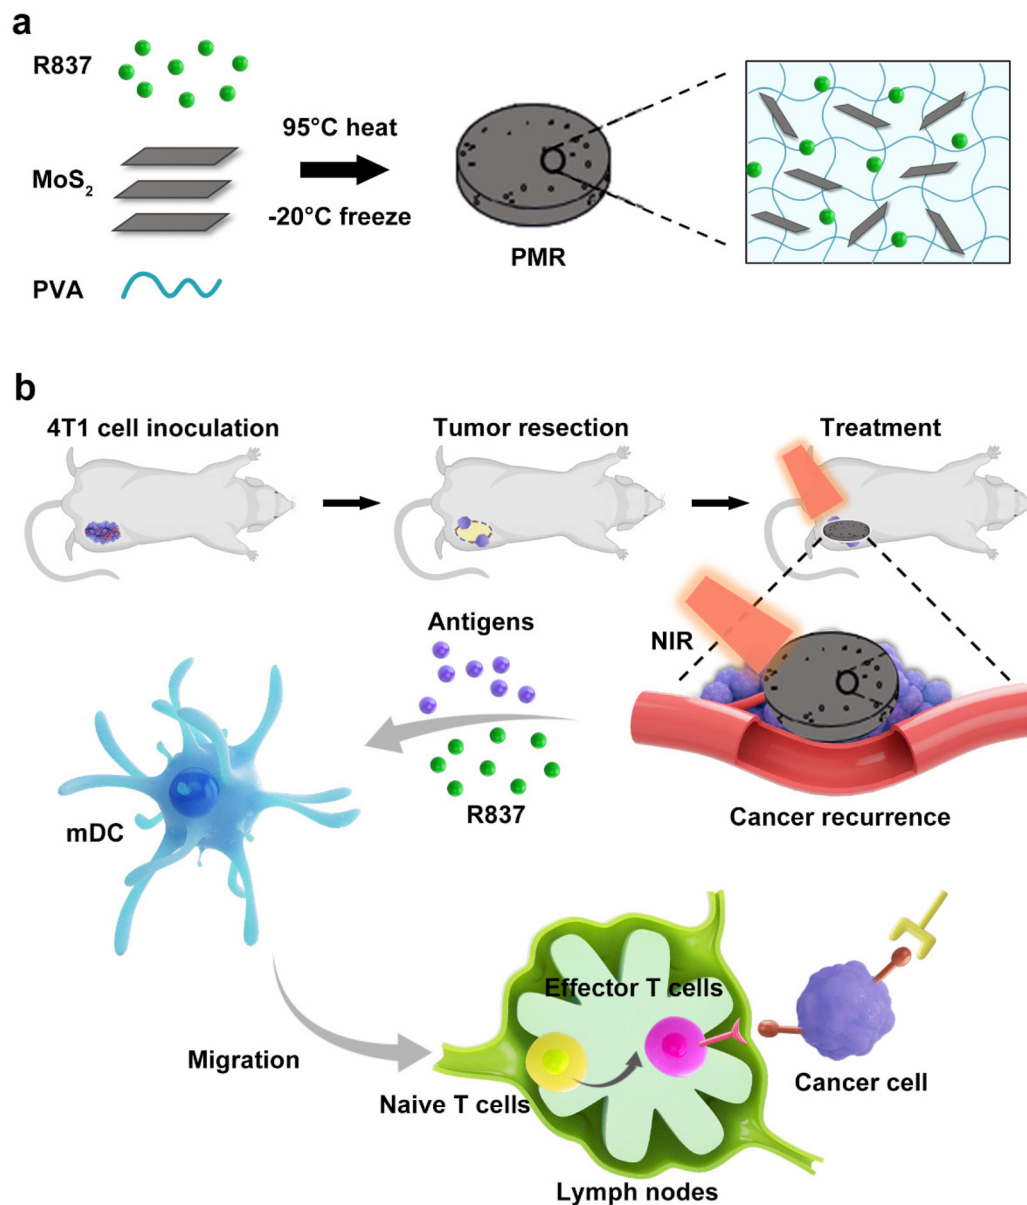 a
R837
MoS₂
PVA
95°C heat
-20°C freeze
PMR
b
4T1 cell inoculation
Tumor resection
Treatment
Antigens
NIR
R837
mDC
Cancer recurrence
Effector T cells
Migration
Naive T cells
Cancer cell
Lymph nodes